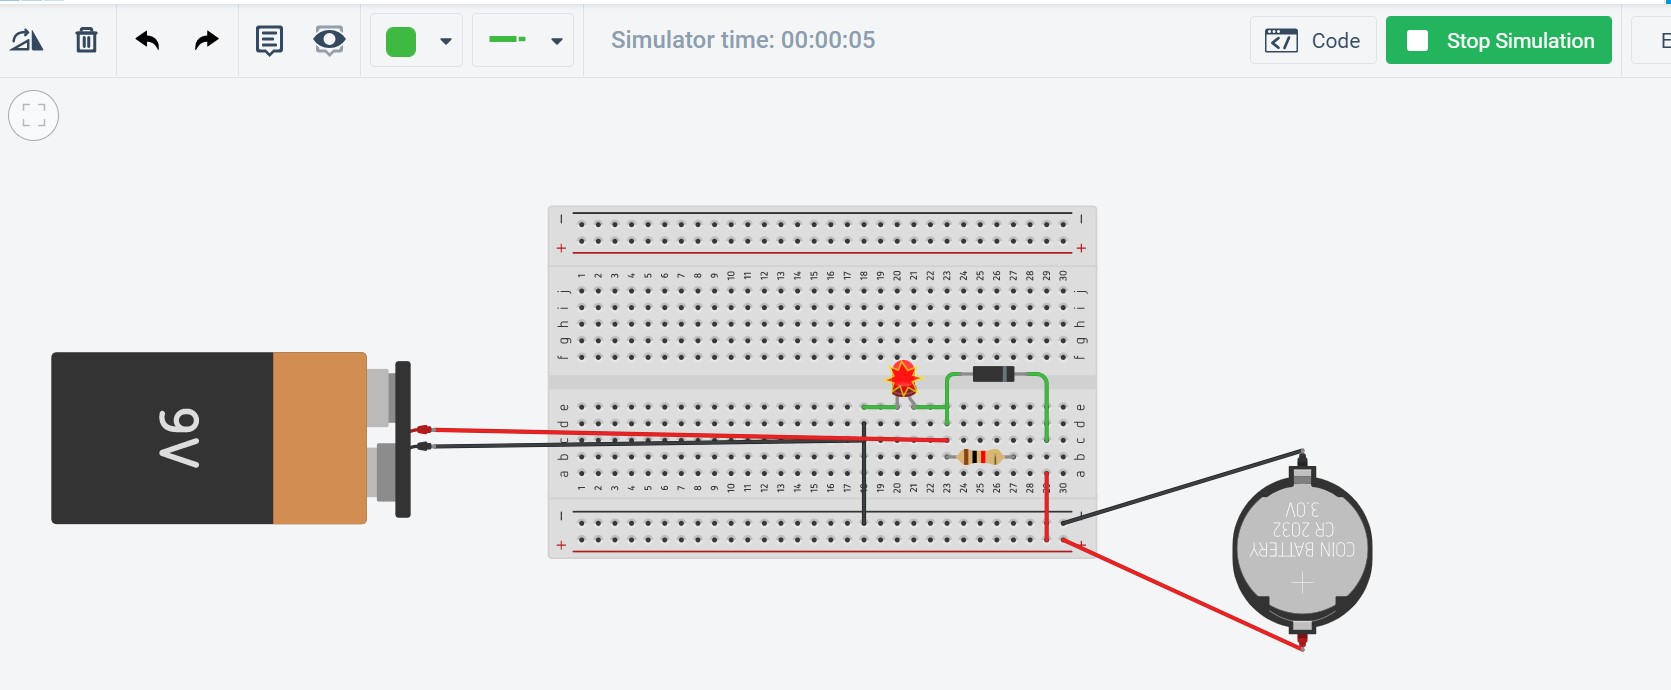 Simulator time: 00:00:05
Code
Stop Simulation
E
1 2 3 4 5 6 7 8 9 10 11 12 13 14 15 16 17 18 19 20 21 22 23 24 25 26 27 28 29 30
j j
i i
h h
g g
f f
e e
d d
c c
b b
a a
1 2 3 4 5 6 7 8 9 10 11 12 13 14 15 16 17 18 19 20 21 22 23 24 25 26 27 28 29 30
9V
COIN BATTERY
CR 2032
3.0V